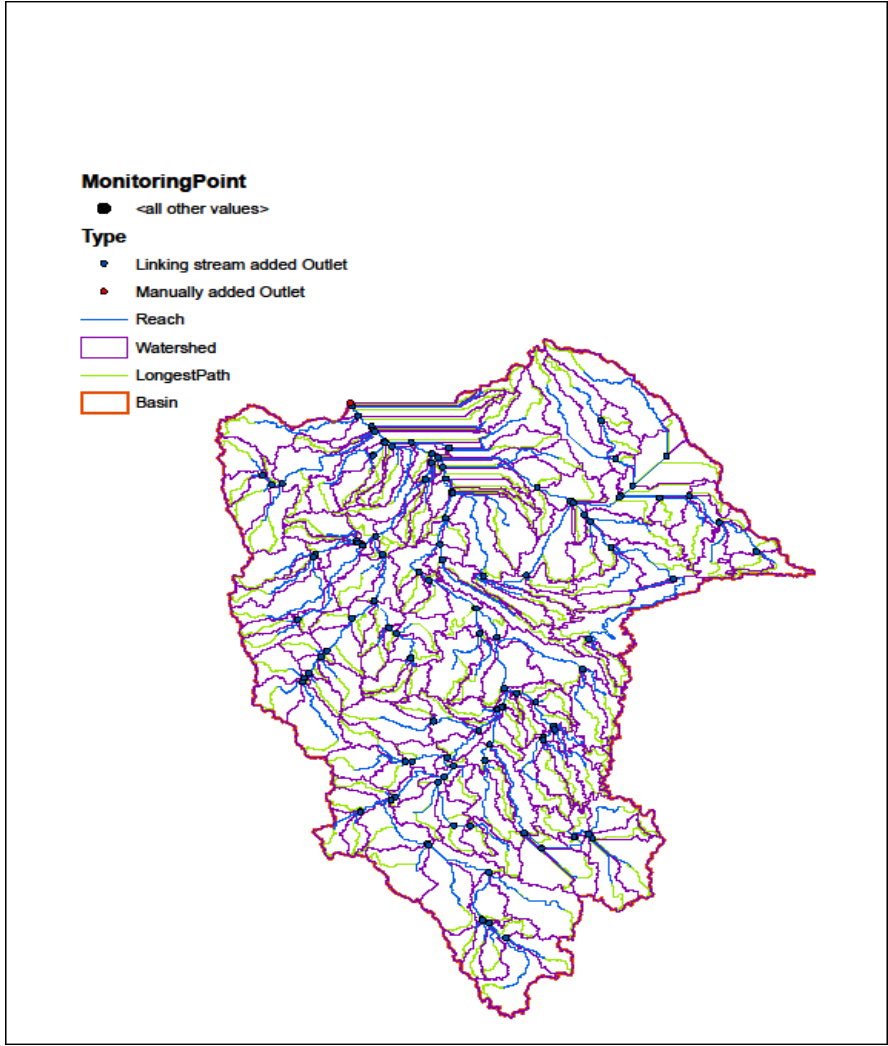 MonitoringPoint
<all other values>
Type
Linking stream added Outlet
Manually added Outlet
Reach
Watershed
LongestPath
Basin